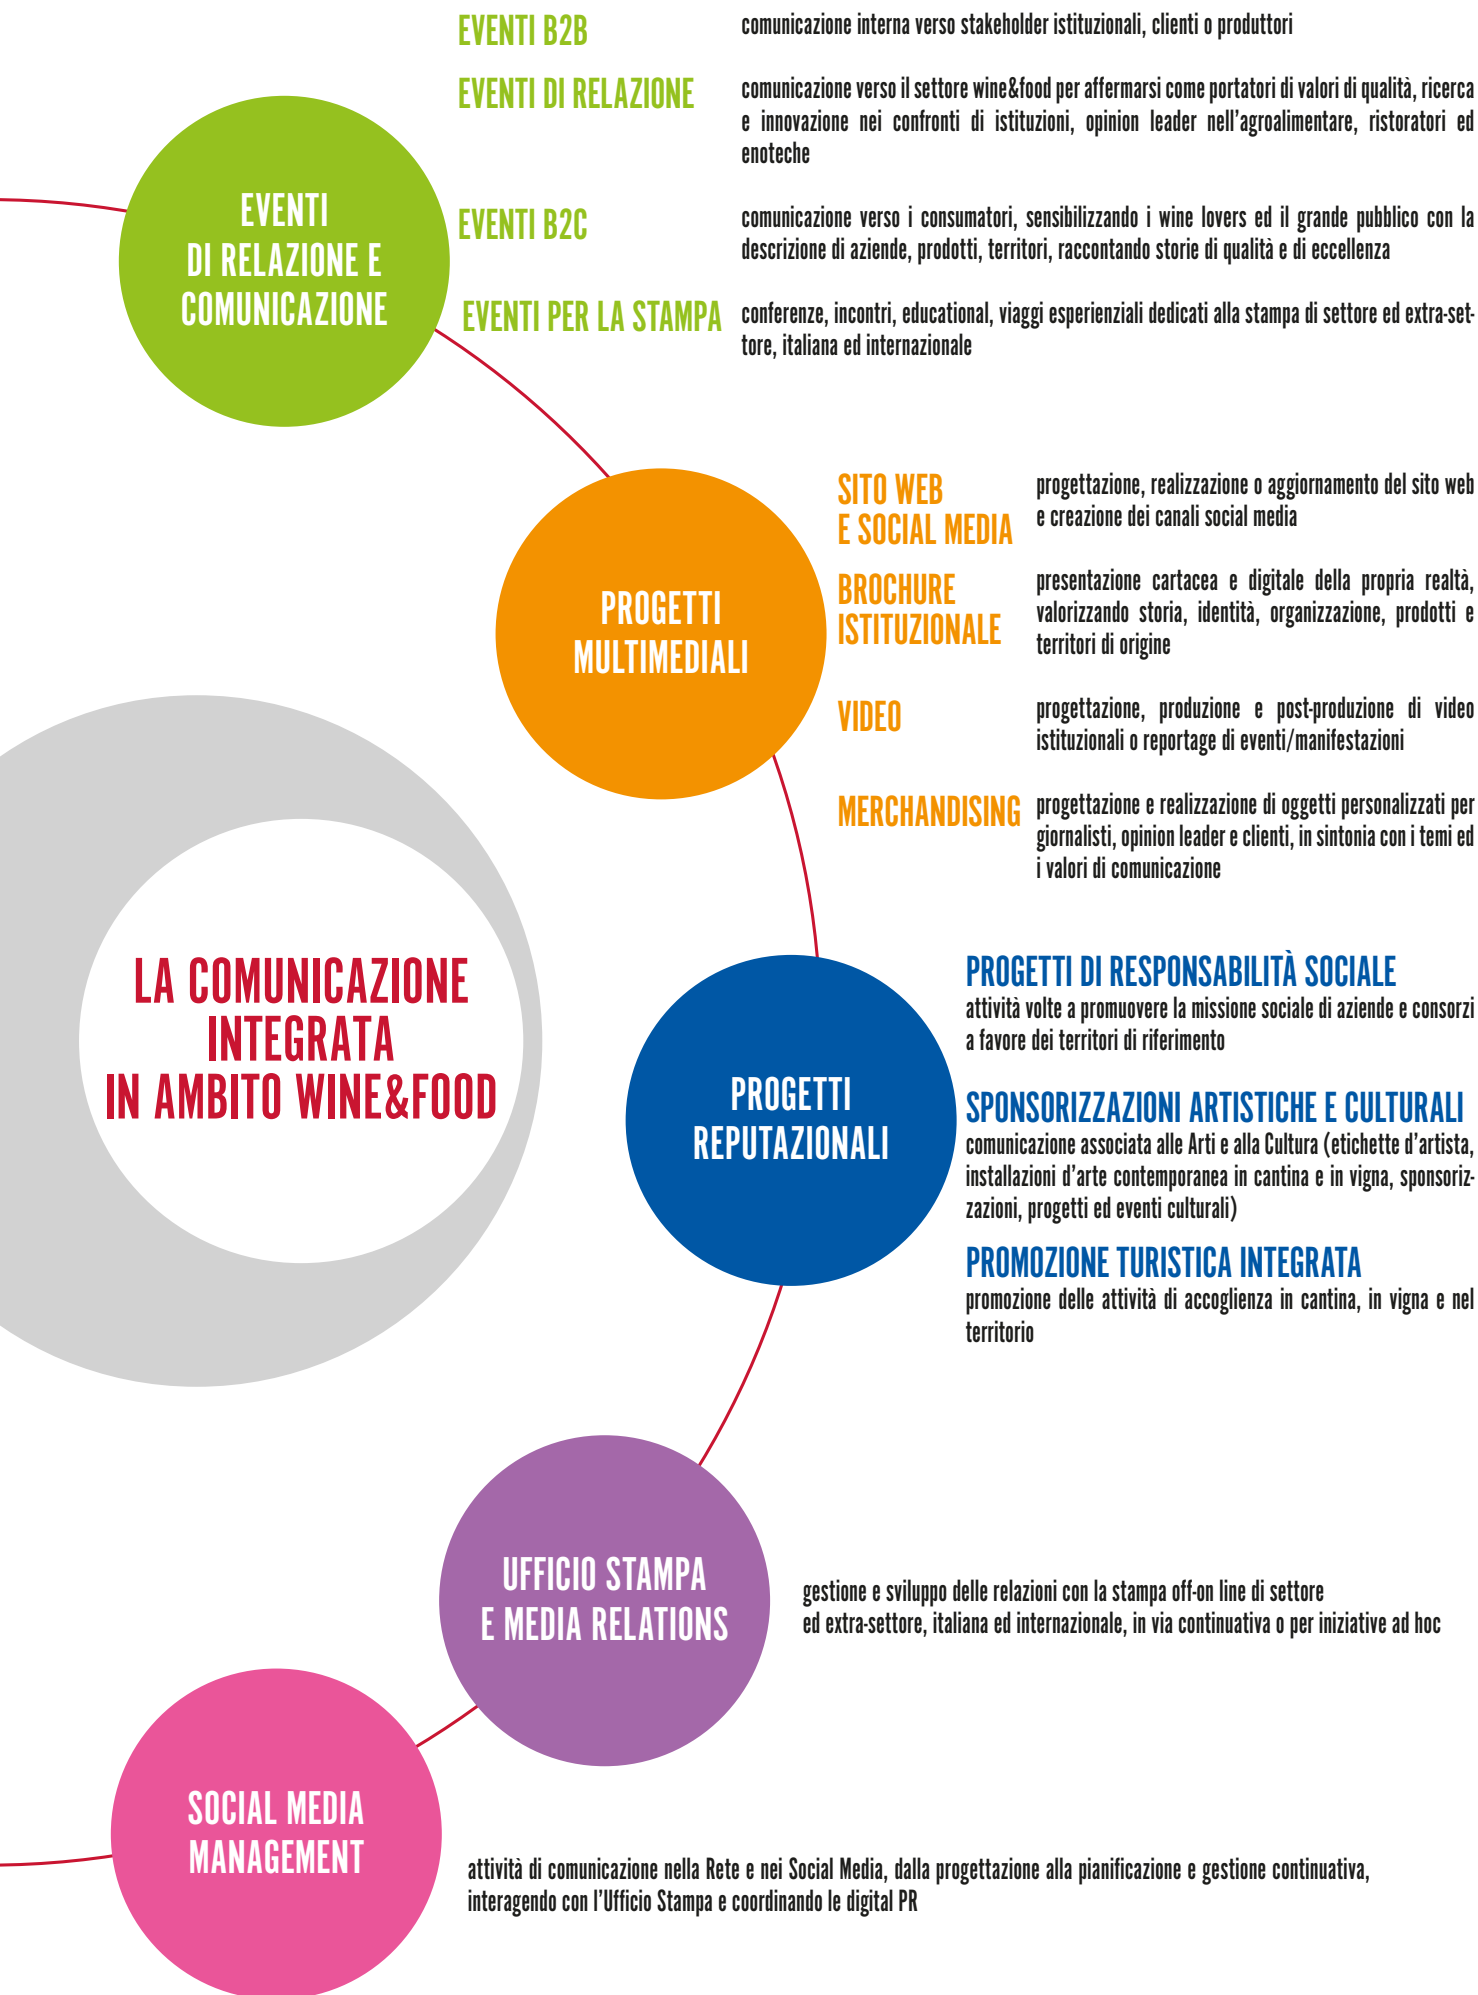 EVENTI B2B
comunicazione interna verso stakeholder istituzionali, clienti o produttori
EVENTI DI RELAZIONE
comunicazione verso il settore wine&food per affermarsi come portatori di valori di qualità, ricerca
e innovazione nei confronti di istituzioni, opinion leader nell'agroalimentare, ristoratori ed
enoteche
EVENTI
DI RELAZIONE E
COMUNICAZIONE
EVENTI B2C
comunicazione verso i consumatori, sensibilizzando i wine lovers ed il grande pubblico con la
descrizione di aziende, prodotti, territori, raccontando storie di qualità e di eccellenza
EVENTI PER LA STAMPA
conferenze, incontri, educational, viaggi esperienziali dedicati alla stampa di settore ed extra-set-
tore, italiana ed internazionale
PROGETTI
MULTIMEDIALI
SITO WEB
E SOCIAL MEDIA
progettazione, realizzazione o aggiornamento del sito web
e creazione dei canali social media
BROCHURE
ISTITUZIONALE
presentazione cartacea e digitale della propria realtà,
valorizzando storia, identità, organizzazione, prodotti e
territori di origine
VIDEO
progettazione, produzione e post-produzione di video
istituzionali o reportage di eventi/manifestazioni
MERCHANDISING
progettazione e realizzazione di oggetti personalizzati per
giornalisti, opinion leader e clienti, in sintonia con i temi ed
i valori di comunicazione
LA COMUNICAZIONE
INTEGRATA
IN AMBITO WINE&FOOD
PROGETTI
REPUTAZIONALI
PROGETTI DI RESPONSABILITÀ SOCIALE
attività volte a promuovere la missione sociale di aziende e consorzi
a favore dei territori di riferimento
SPONSORIZZAZIONI ARTISTICHE E CULTURALI
comunicazione associata alle Arti e alla Cultura (etichette d'artista,
installazioni d'arte contemporanea in cantina e in vigna, sponsoriz-
zazioni, progetti ed eventi culturali)
PROMOZIONE TURISTICA INTEGRATA
promozione delle attività di accoglienza in cantina, in vigna e nel
territorio
UFFICIO STAMPA
E MEDIA RELATIONS
gestione e sviluppo delle relazioni con la stampa off-on line di settore
ed extra-settore, italiana ed internazionale, in via continuativa o per iniziative ad hoc
SOCIAL MEDIA
MANAGEMENT
attività di comunicazione nella Rete e nei Social Media, dalla progettazione alla pianificazione e gestione continuativa,
interagendo con l'Ufficio Stampa e coordinando le digital PR